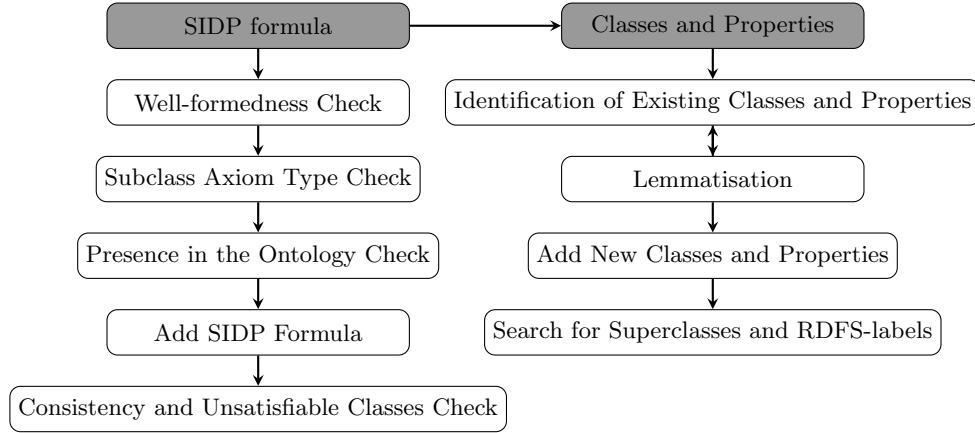 SIDP formula
Classes and Properties
Well-formedness Check
Identification of Existing Classes and Properties
Subclass Axiom Type Check
Lemmatisation
Presence in the Ontology Check
Add New Classes and Properties
Add SIDP Formula
Search for Superclasses and RDFS-labels
Consistency and Unsatisfiable Classes Check